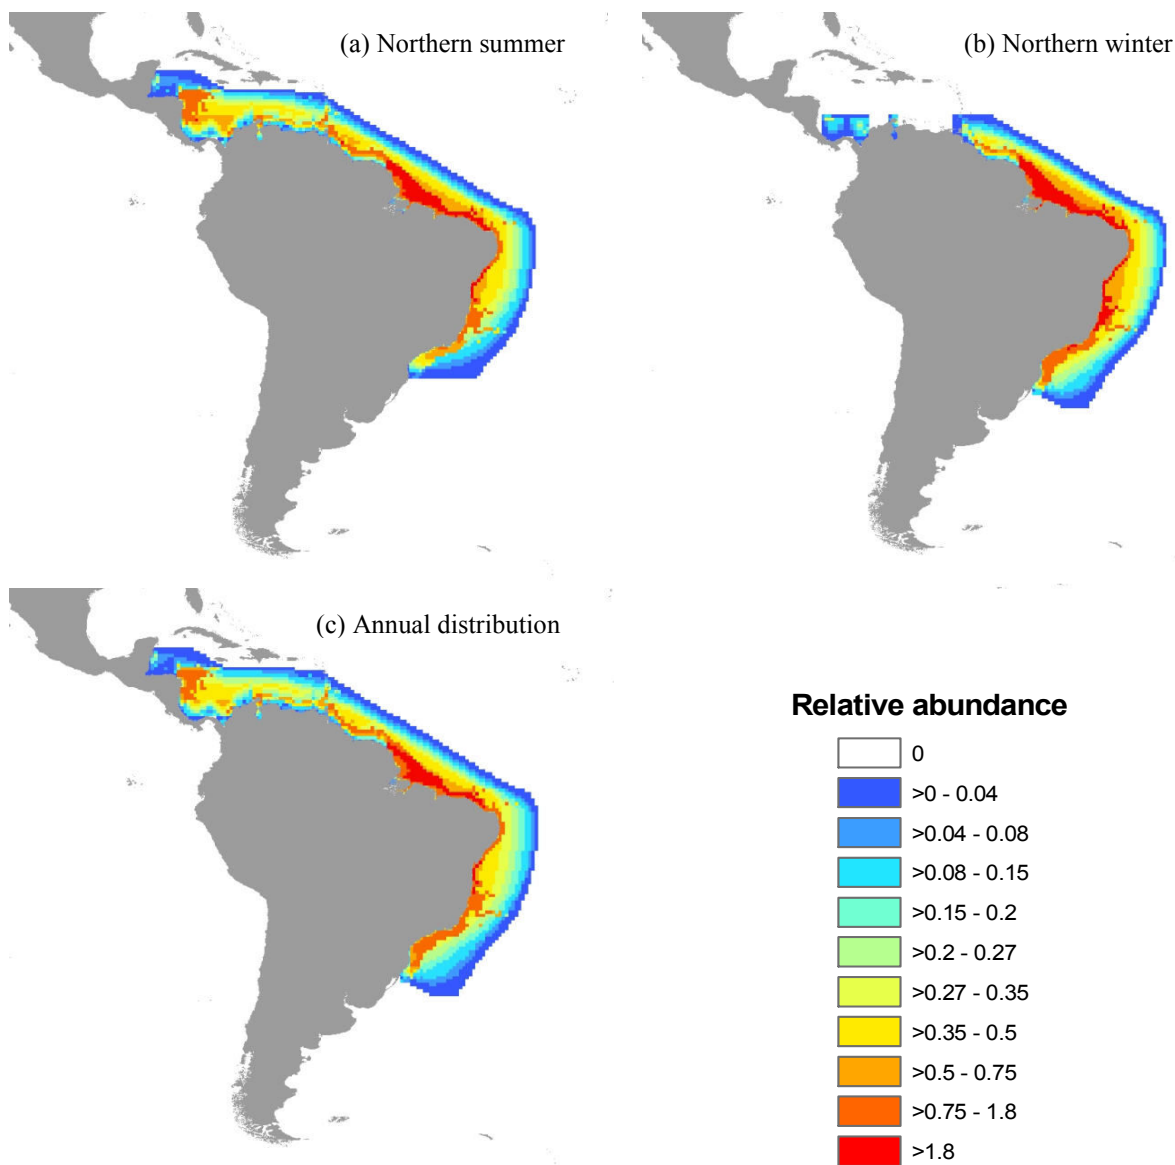 (a) Northern summer
(b) Northern winter
(c) Annual distribution
Relative abundance
0
>0 - 0.04
>0.04 - 0.08
>0.08 - 0.15
>0.15 - 0.2
>0.2 - 0.27
>0.27 - 0.35
>0.35 - 0.5
>0.5 - 0.75
>0.75 - 1.8
>1.8